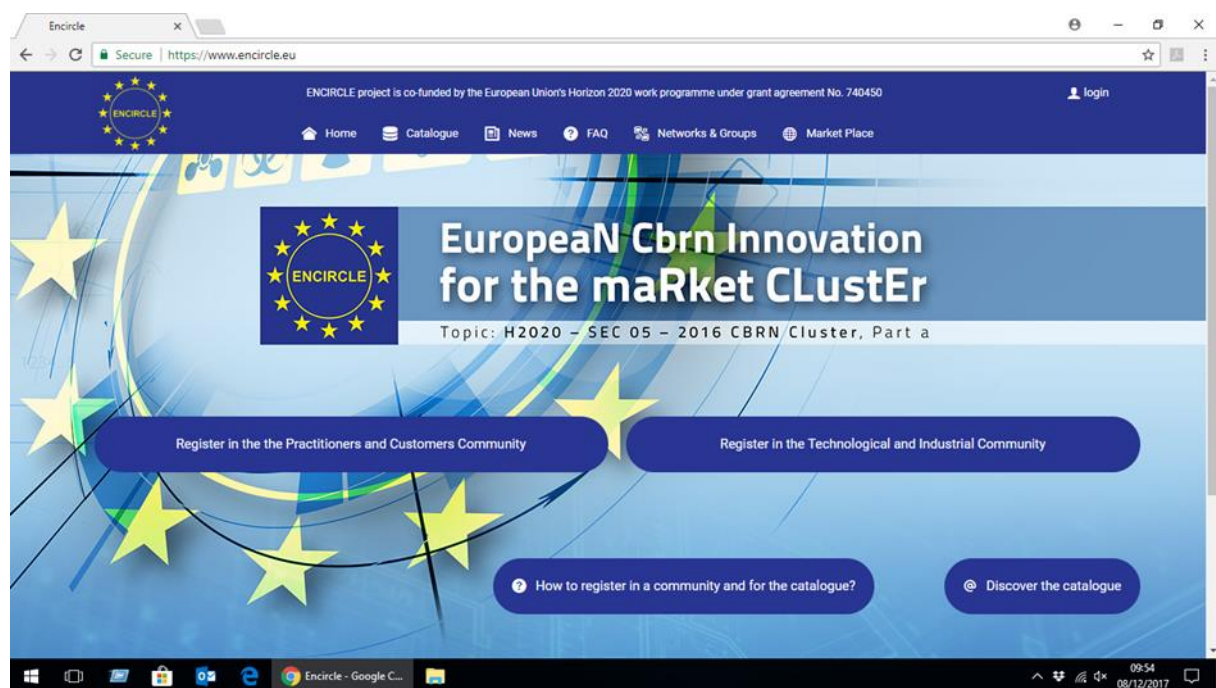 Encircle
Secure | https://www.encircle.eu
ENCIRCLE
ENCIRCLE project is co-funded by the European Union's Horizon 2020 work programme under grant agreement No. 740450
login
Home Catalogue News FAQ Networks & Groups Market Place
ENCIRCLE
EuropeaN Cbrn Innovation
for the maRket CLustEr
Topic: H2020 – SEC 05 – 2016 CBRN Cluster, Part a
Register in the the Practitioners and Customers Community
Register in the Technological and Industrial Community
How to register in a community and for the catalogue?
Discover the catalogue
Encircle - Google C...
09:54
08/12/2017